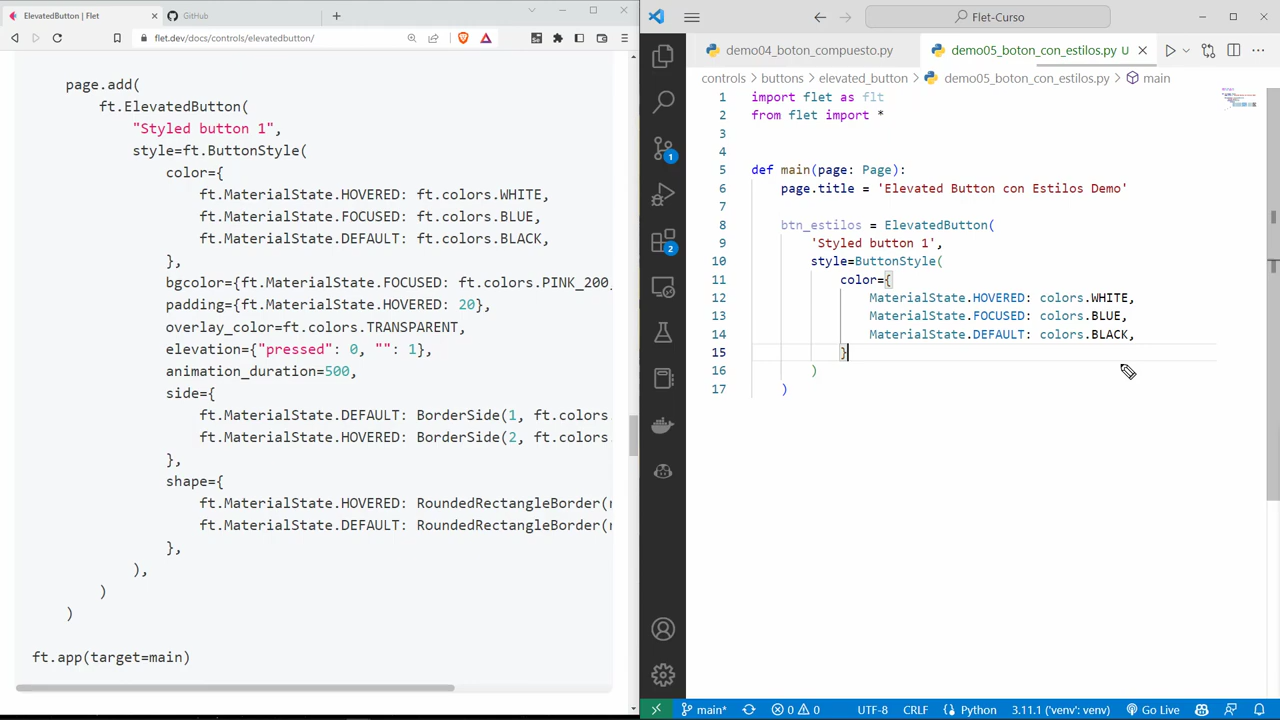 ElevatedButton | Flet
GitHub
flet.dev/docs/controls/elevatedbutton/
page.add(
ft.ElevatedButton(
"Styled button 1",
style=ft.ButtonStyle(
color={
ft.MaterialState.HOVERED: ft.colors.WHITE,
ft.MaterialState.FOCUSED: ft.colors.BLUE,
ft.MaterialState.DEFAULT: ft.colors.BLACK,
},
bgcolor={ft.MaterialState.FOCUSED: ft.colors.PINK_200,
padding={ft.MaterialState.HOVERED: 20},
overlay_color=ft.colors.TRANSPARENT,
elevation={"pressed": 0, "": 1},
animation_duration=500,
side={
ft.MaterialState.DEFAULT: BorderSide(1, ft.colors.
ft.MaterialState.HOVERED: BorderSide(2, ft.colors.
},
shape={
ft.MaterialState.HOVERED: RoundedRectangleBorder(
ft.MaterialState.DEFAULT: RoundedRectangleBorder(
},
),
)
)
ft.app(target=main)
Flet-Curso
demo04_boton_compuesto.py
demo05_boton_con_estilos.py U
controls > buttons > elevated_button > demo05_boton_con_estilos.py > main
1 import flet as flt
2 from flet import *
3
4
5 def main(page: Page):
6 page.title = 'Elevated Button con Estilos Demo'
7
8 btn_estilos = ElevatedButton(
9 'Styled button 1',
10 style=ButtonStyle(
11 color={
12 MaterialState.HOVERED: colors.WHITE,
13 MaterialState.FOCUSED: colors.BLUE,
14 MaterialState.DEFAULT: colors.BLACK,
15 }
16 )
17 )
1
2
main* 0 0 UTF-8 CRLF Python 3.11.1 ('venv': venv) Go Live